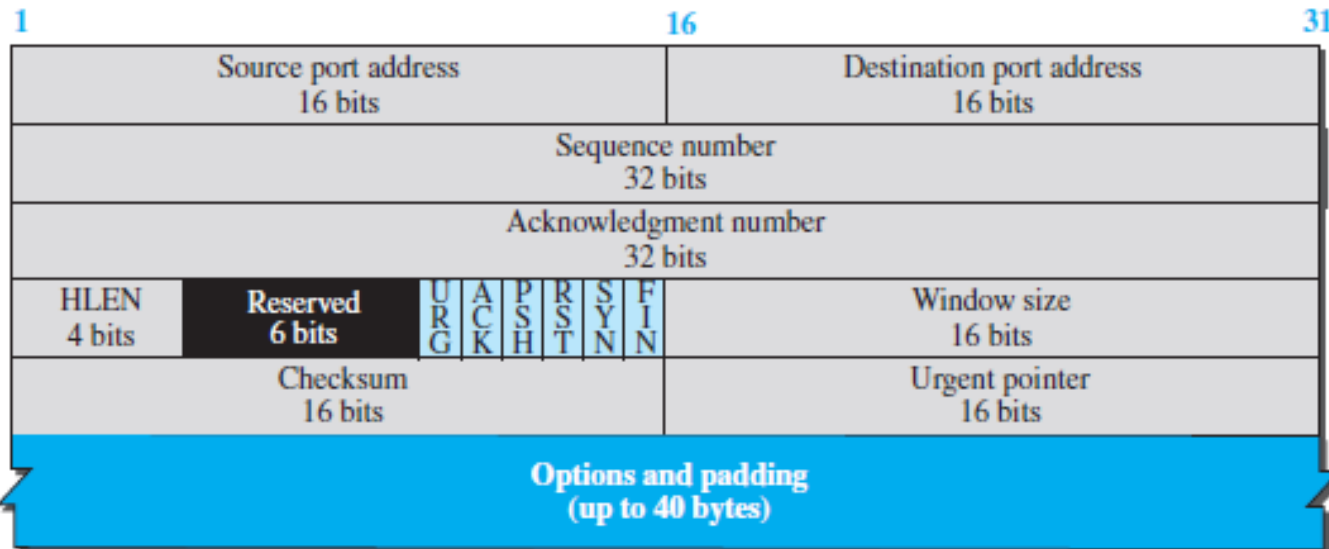 1 16 31
Source port address Destination port address
16 bits 16 bits
Sequence number
32 bits
Acknowledgment number
32 bits
HLEN Reserved URG ACK PSH RST SYN FIN Window size
4 bits 6 bits 16 bits
Checksum Urgent pointer
16 bits 16 bits
Options and padding
(up to 40 bytes)